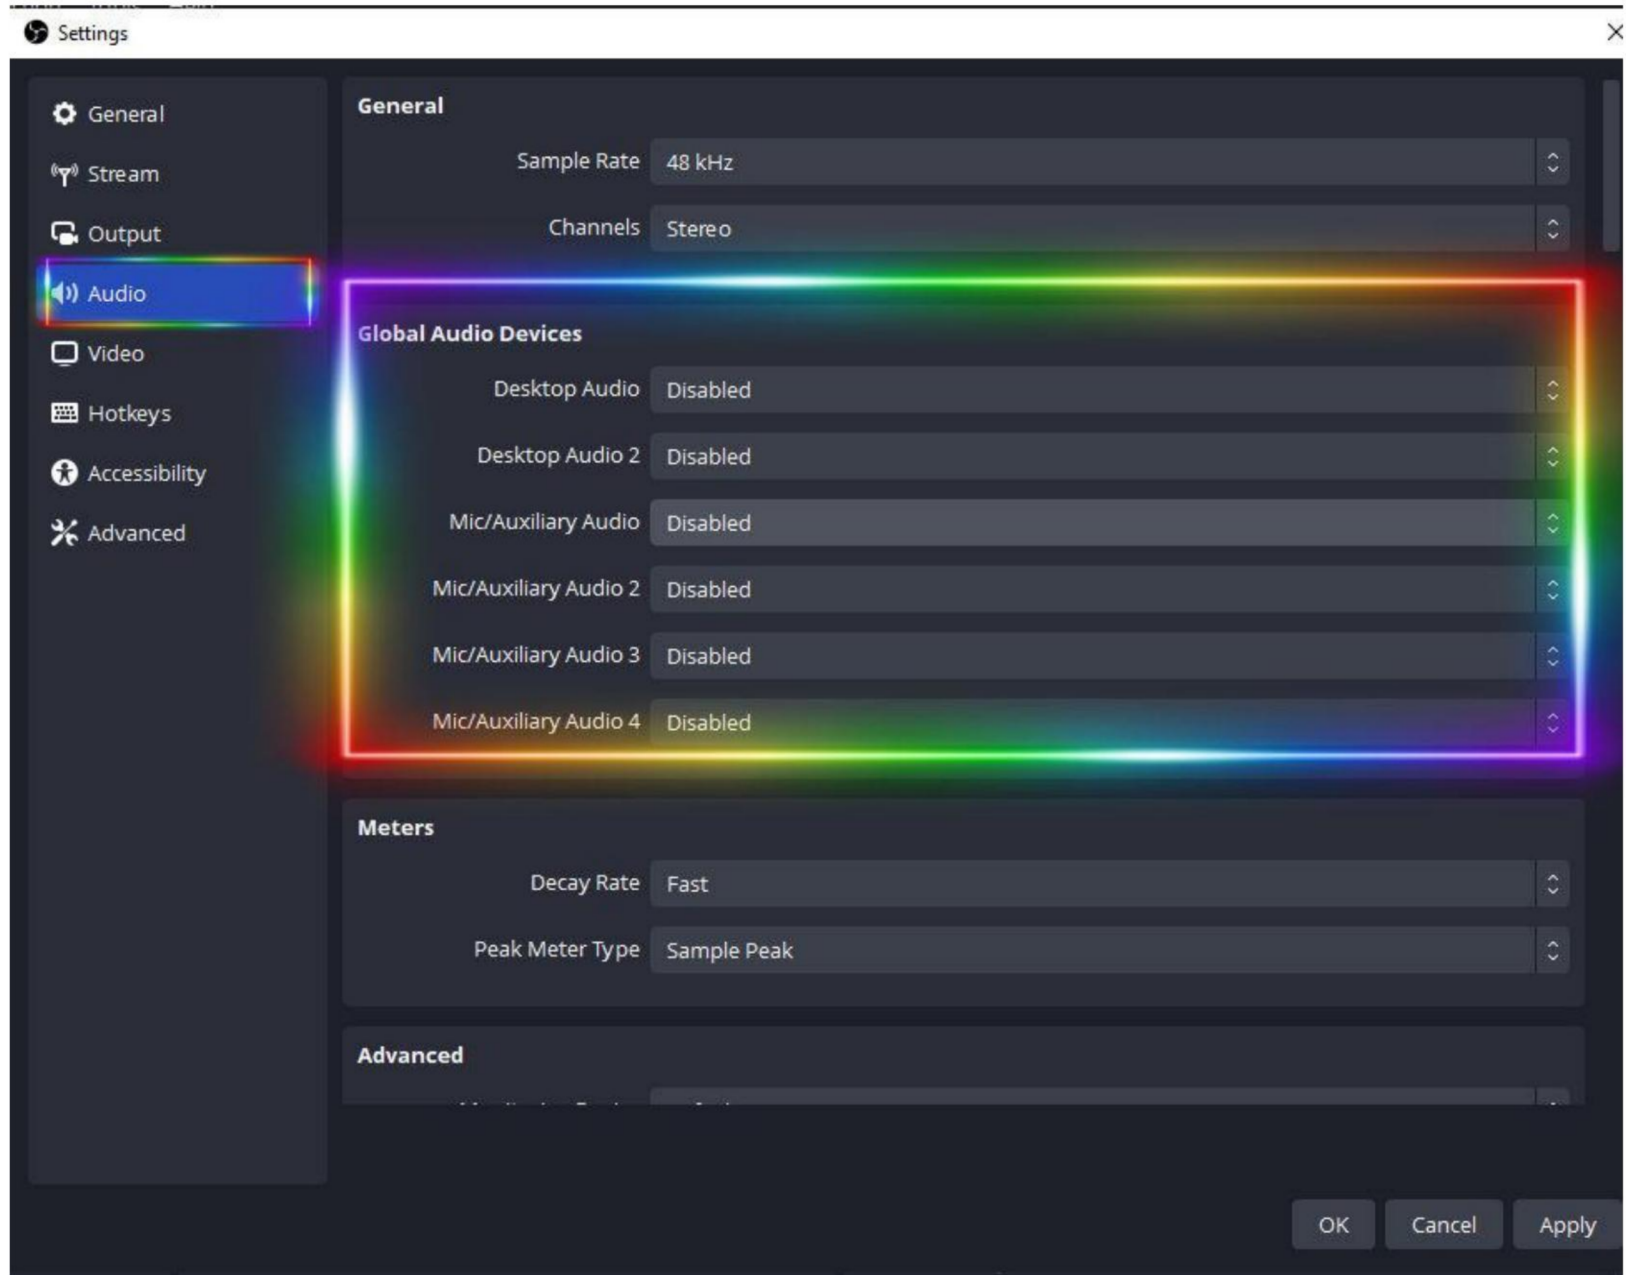 Settings
General
Stream
Output
Audio
Video
Hotkeys
Accessibility
Advanced
General
Sample Rate 48 kHz
Channels Stereo
Global Audio Devices
Desktop Audio Disabled
Desktop Audio 2 Disabled
Mic/Auxiliary Audio Disabled
Mic/Auxiliary Audio 2 Disabled
Mic/Auxiliary Audio 3 Disabled
Mic/Auxiliary Audio 4 Disabled
Meters
Decay Rate Fast
Peak Meter Type Sample Peak
Advanced
OK Cancel Apply